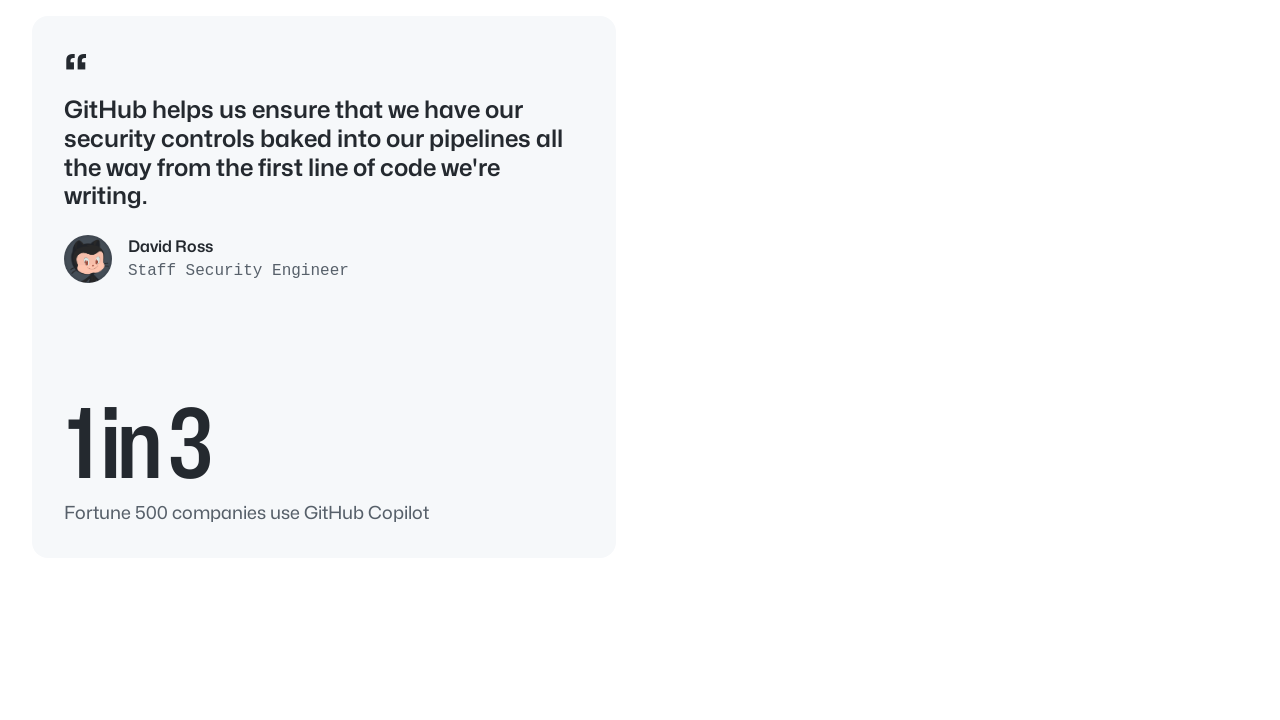 “
GitHub helps us ensure that we have our
security controls baked into our pipelines all
the way from the first line of code we're
writing.
David Ross
Staff Security Engineer
1 in 3
Fortune 500 companies use GitHub Copilot